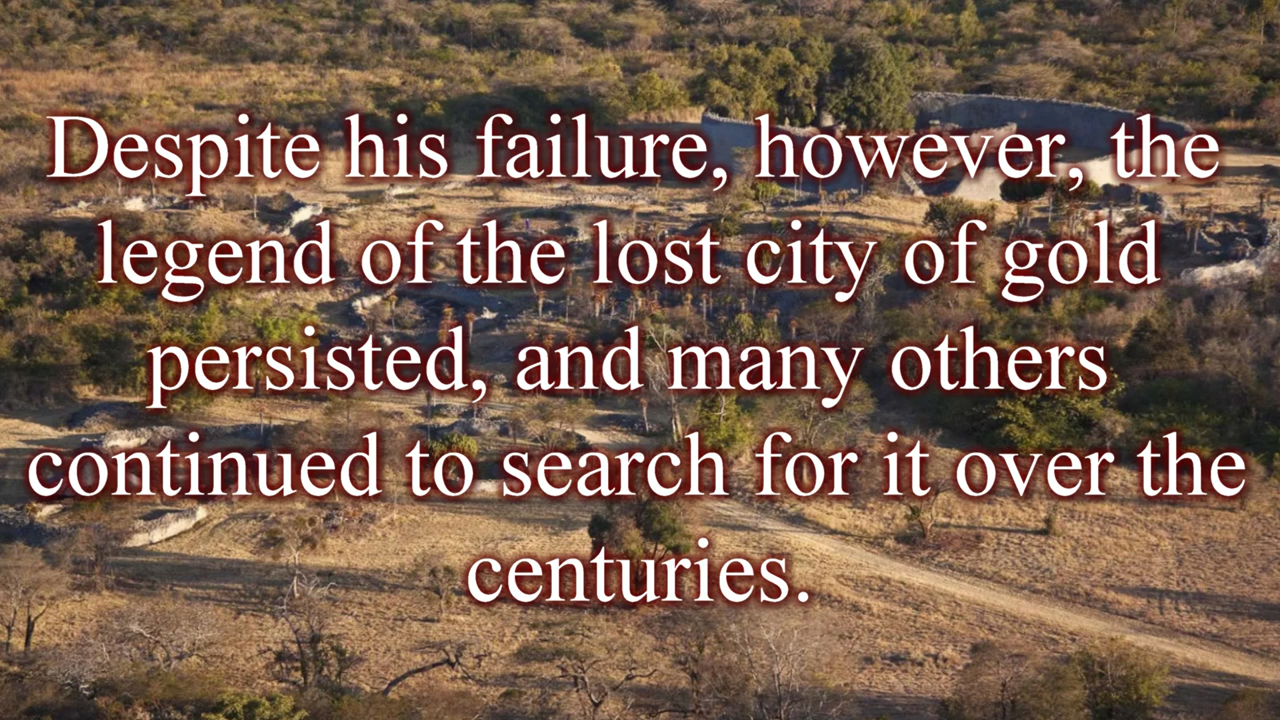 Despite his failure, however, the
legend of the lost city of gold
persisted, and many others
continued to search for it over the
centuries.